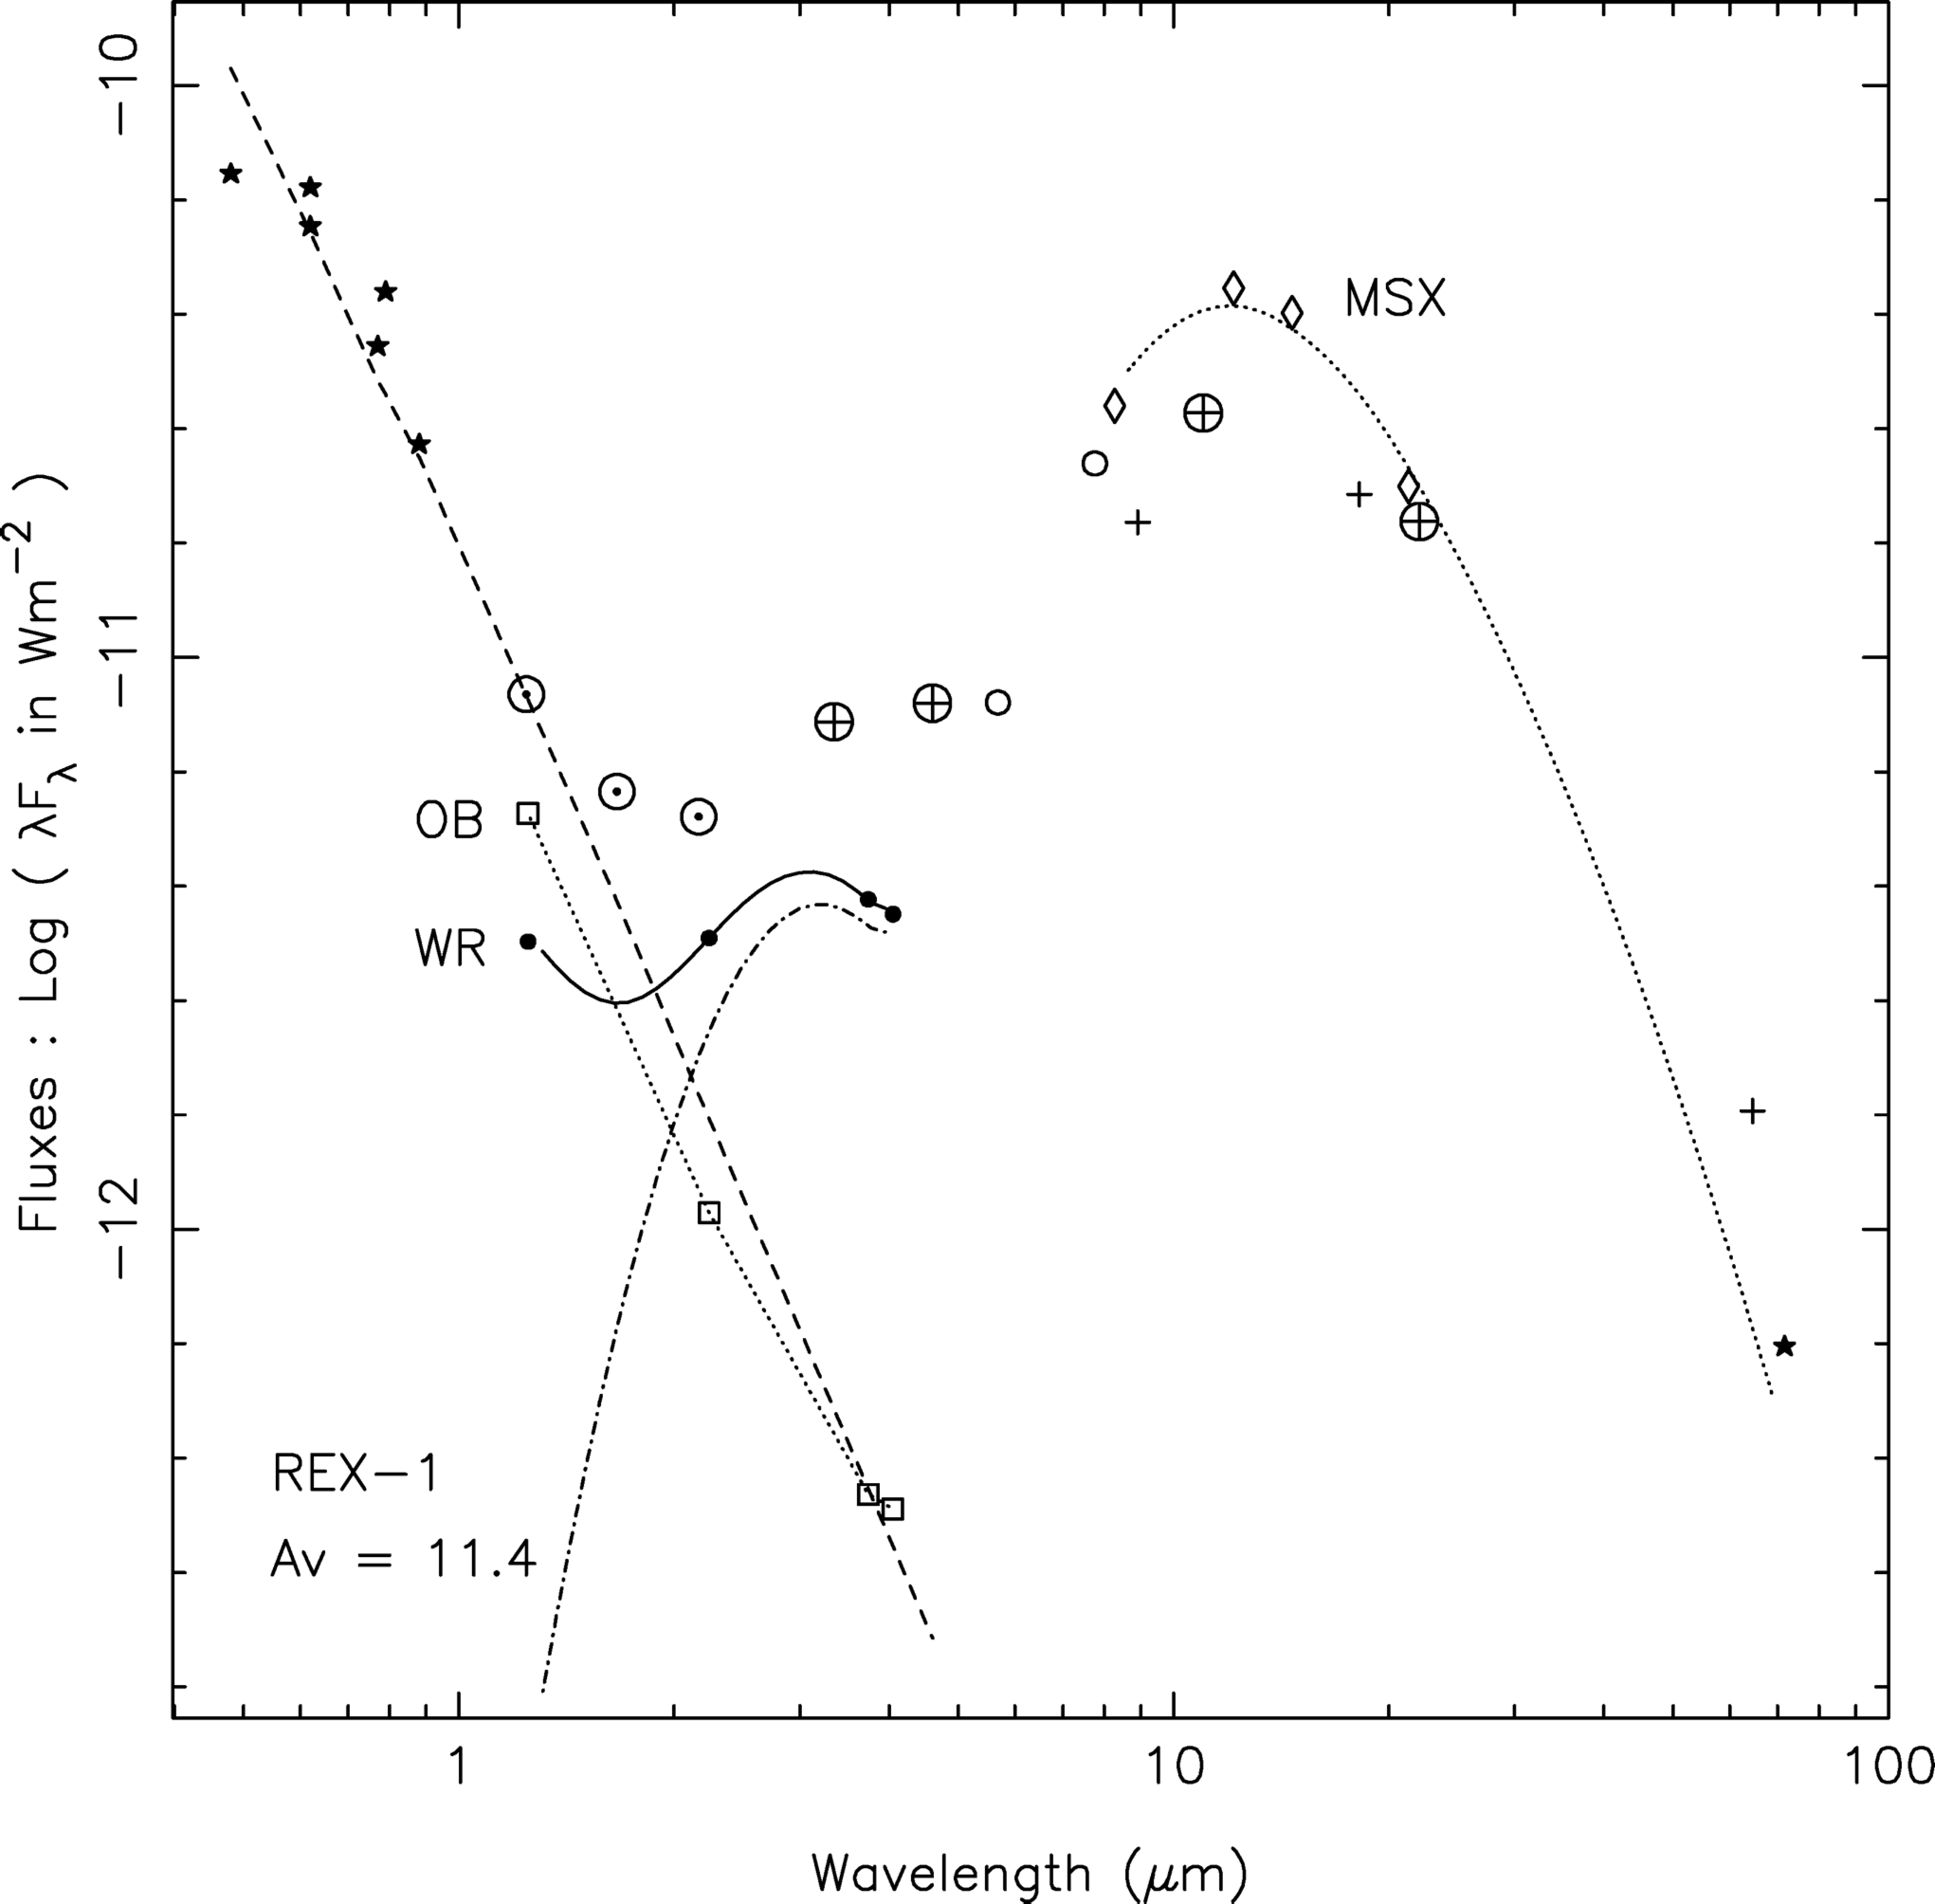 -10
MSX
-11
OB
WR
-12
REX-1
Av = 11.4
Fluxes : Log ( λF_λ in Wm^{-2} )
1 10 100
Wavelength (μm)